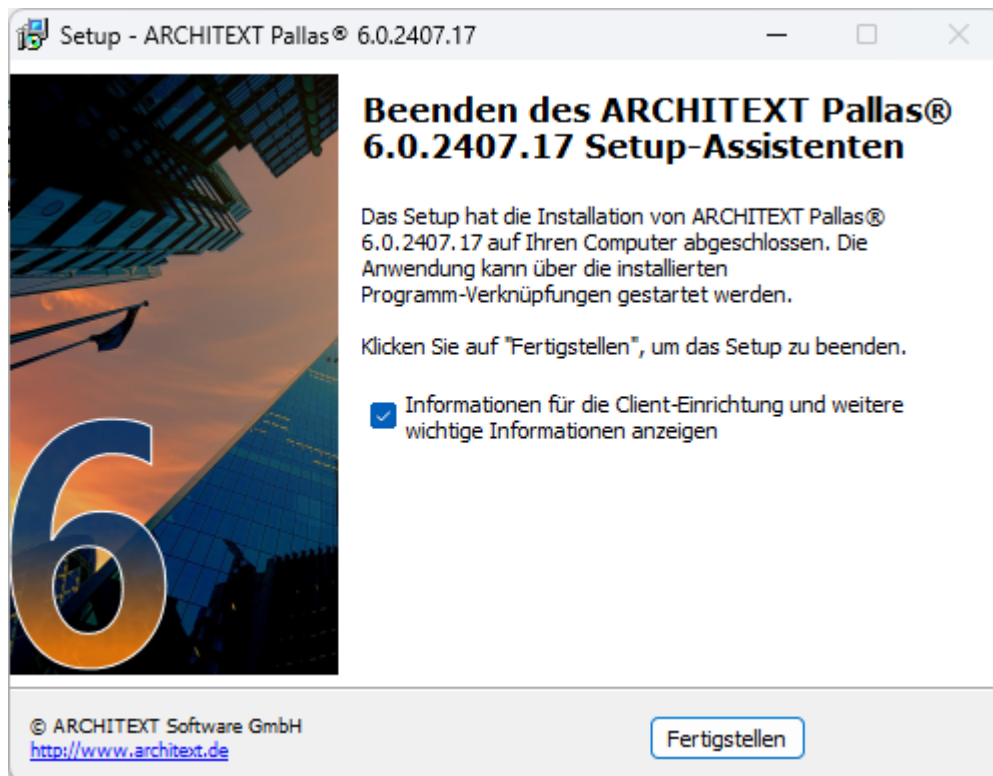 Setup - ARCHITEXT Pallas® 6.0.2407.17
Beenden des ARCHITEXT Pallas®
6.0.2407.17 Setup-Assistenten
Das Setup hat die Installation von ARCHITEXT Pallas®
6.0.2407.17 auf Ihren Computer abgeschlossen. Die
Anwendung kann über die installierten
Programm-Verknüpfungen gestartet werden.
Klicken Sie auf "Fertigstellen", um das Setup zu beenden.
Informationen für die Client-Einrichtung und weitere
wichtige Informationen anzeigen
6
© ARCHITEXT Software GmbH
http://www.architext.de
Fertigstellen